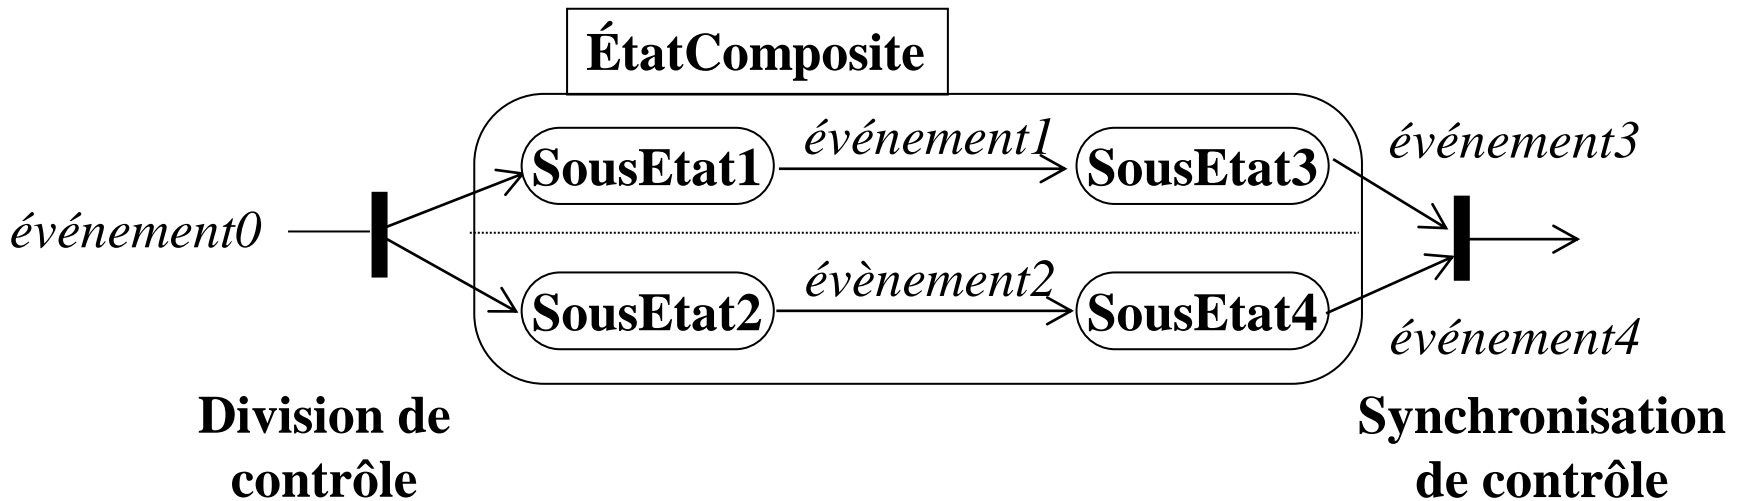 ÉtatComposite
événement0
SousEtat1
événement1
SousEtat3
événement3
SousEtat2
évènement2
SousEtat4
événement4
Division de
contrôle
Synchronisation
de contrôle